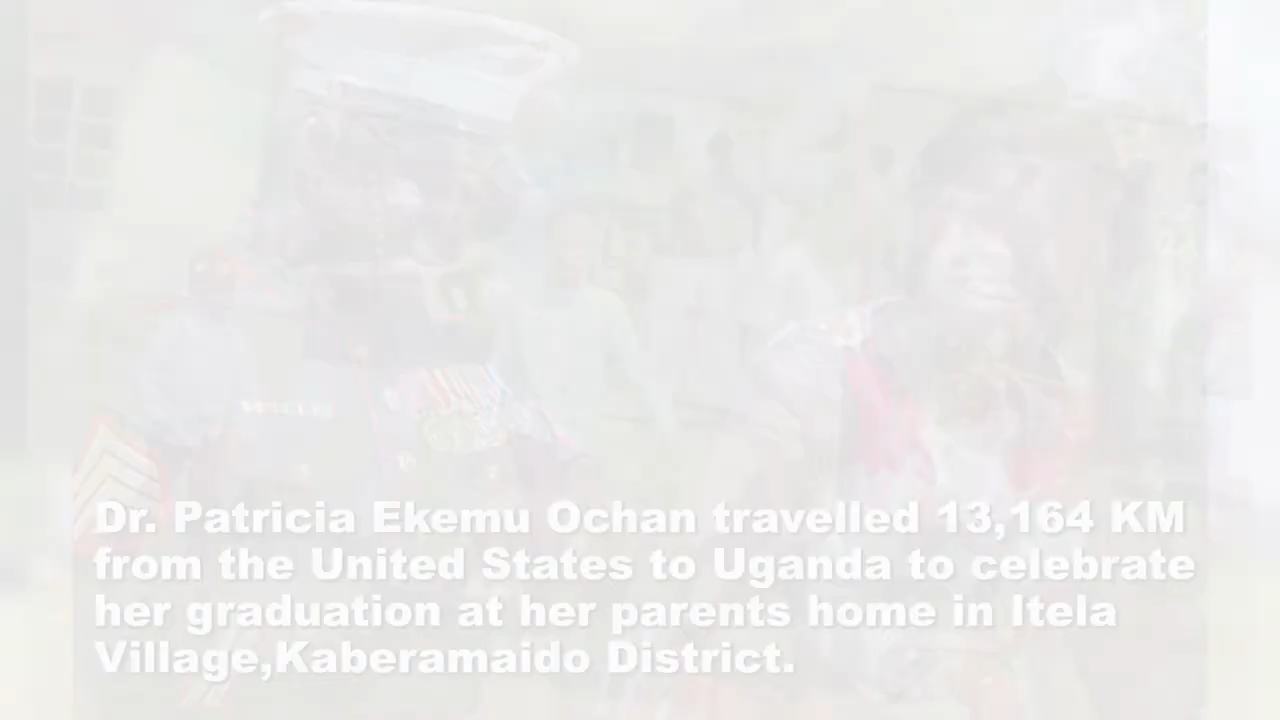 Dr. Patricia Ekemu Ochan travelled 13,164 KM
from the United States to Uganda to celebrate
her graduation at her parents home in Itela
Village,Kaberamaido District.